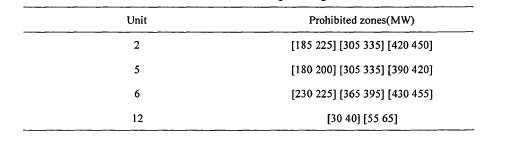 Unit Prohibited zones(MW)
2 [185 225] [305 335] [420 450]
5 [180 200] [305 335] [390 420]
6 [230 225] [365 395] [430 455]
12 [30 40] [55 65]